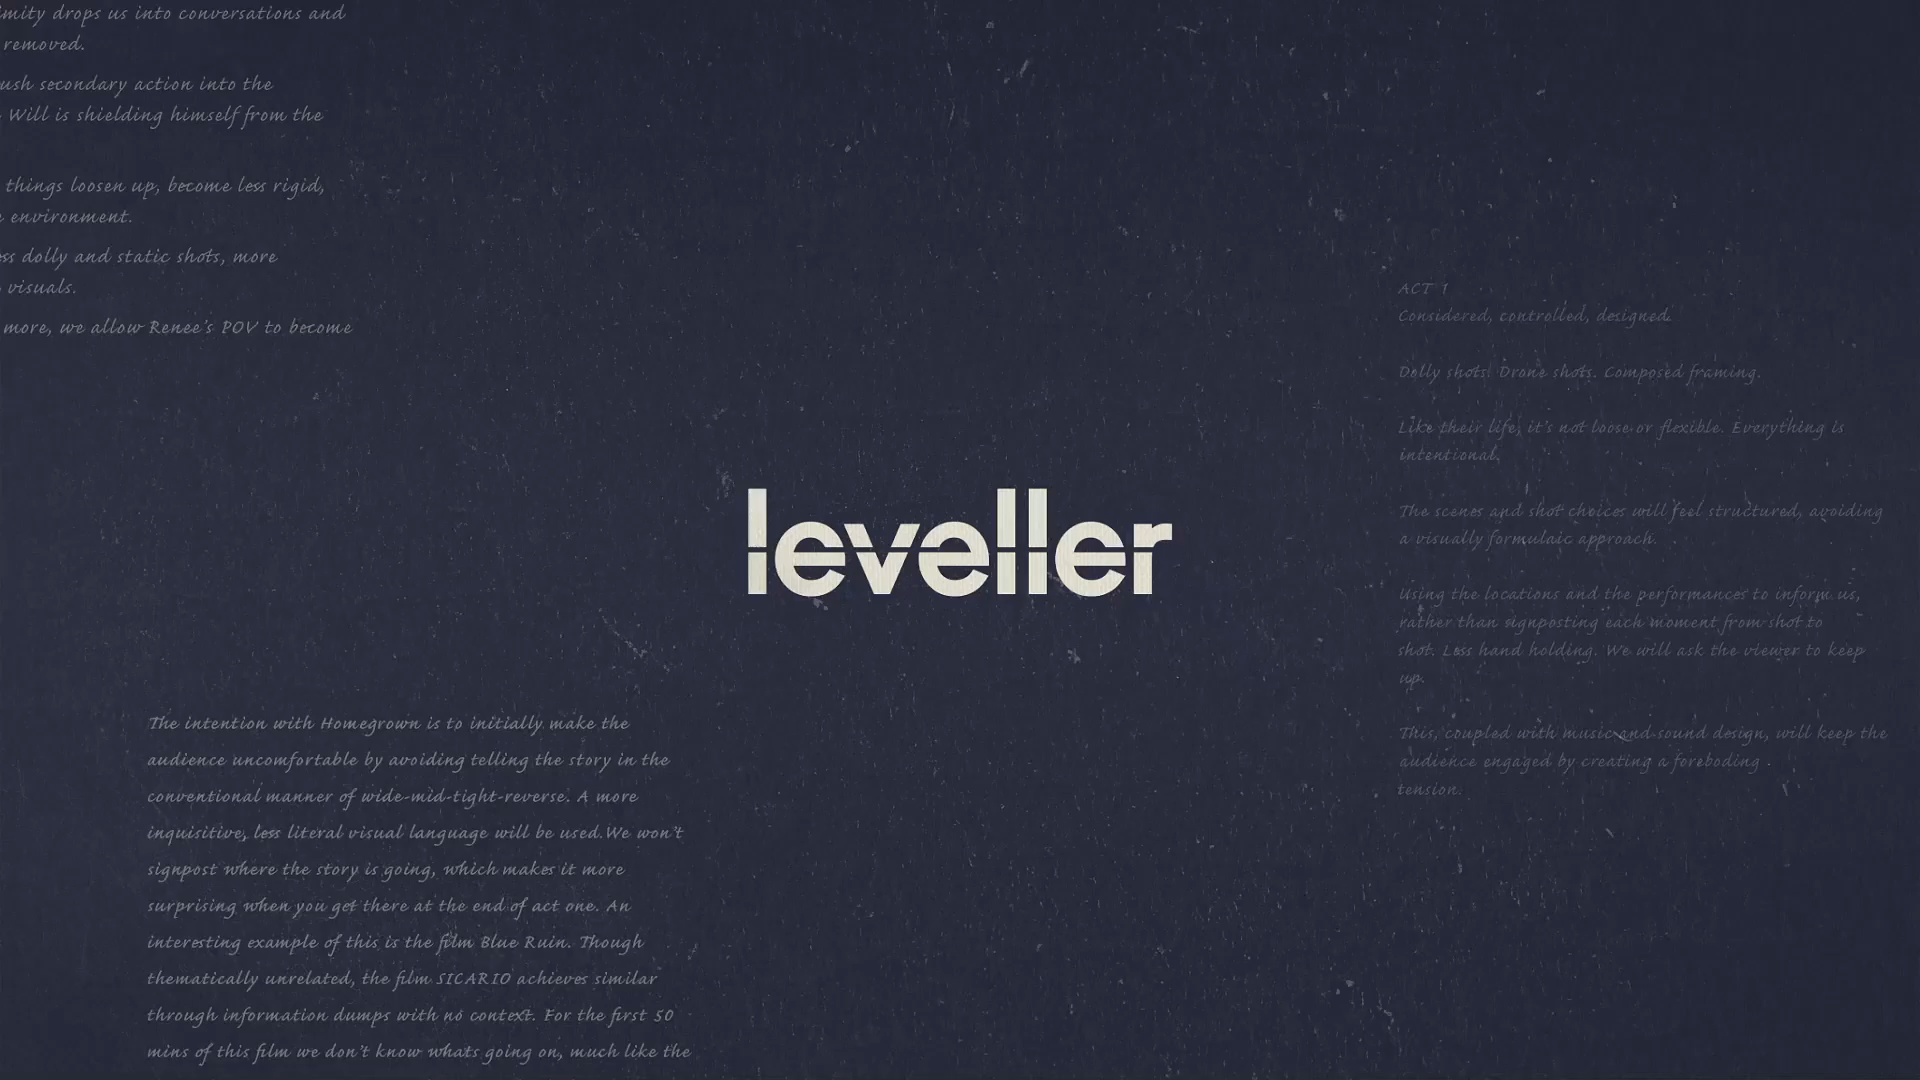 drops us into conversations and
removed.
secondary action into the
Will is shielding himself from the
things loosen up, become less rigid,
environment.
dolly and static shots, more
visuals.
more, we allow Renee's POV to become
leveller
The intention with Homegrown is to initially make the
audience uncomfortable by avoiding telling the story in the
conventional manner of wide-mid-tight-reverse. A more
inquisitive, less literal visual language will be used.We won't
signpost where the story is going, which makes it more
surprising when you get there at the end of act one. An
interesting example of this is the film Blue Ruin. Though
thematically unrelated, the film SICARIO achieves similar
through information dumps with no context. For the first 50
mins of this film we don't know whats going on, much like the
ACT 1
Considered, controlled, designed.
Dolly shots. Drone shots. Composed framing.
Like their life, it's not loose or flexible. Everything is
intentional.
The scenes and shot choices will feel structured, avoiding
a visually formulaic approach.
Using the locations and the performances to inform us,
rather than signposting each moment from shot to
shot. Less hand holding. We will ask the viewer to keep
up.
This, coupled with music and sound design, will keep the
audience engaged by creating a foreboding
tension.